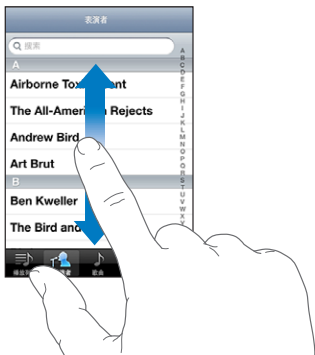 表演者
搜索
A
Airborne Tox
The All-American Rejects
Andrew Bird
Art Brut
B
Ben Kweller
The Bird and
A
B
C
D
E
F
G
H
I
J
K
L
M
N
O
P
Q
R
S
T
U
V
W
X
Y
歌曲